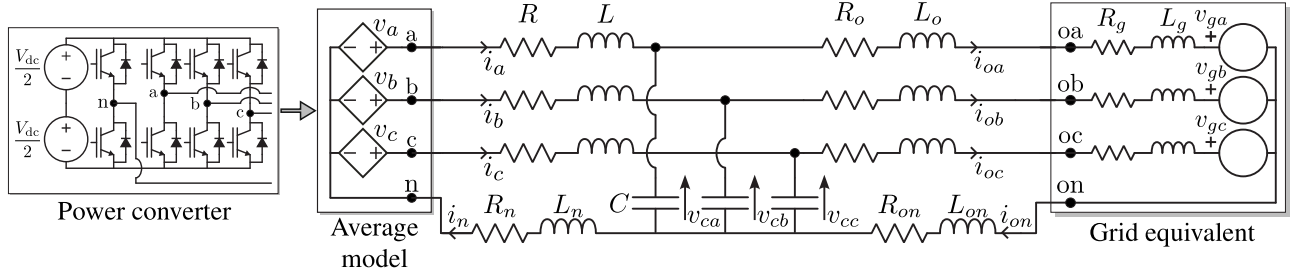 V_dc/2
+
−
V_dc/2
+
−
n
a
b
c
Power converter
− + v_a a
− + v_b b
− + v_c c
n
Average
model
R L
i_a
i_b
i_c
i_n R_n L_n
C v_ca v_cb v_cc
R_o L_o
i_oa
i_ob
i_oc
R_on L_on i_on
oa R_g L_g v_ga +
ob v_gb +
oc v_gc +
on
Grid equivalent